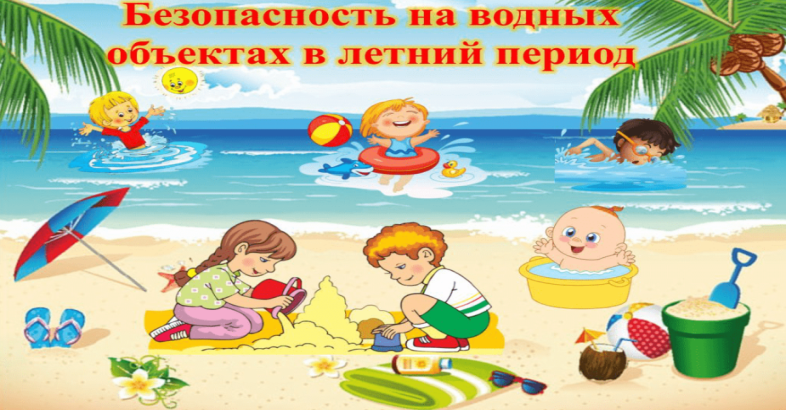 Безопасность на водных
объектах в летний период